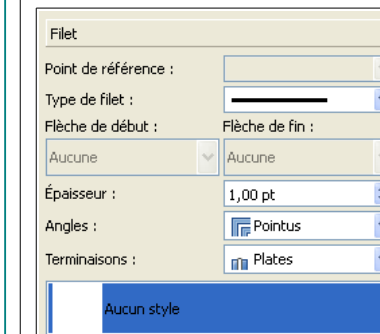 Filet
Point de référence :
Type de filet :
Flèche de début : Flèche de fin :
Aucune Aucune
Épaisseur : 1,00 pt
Angles : Pointus
Terminaisons : Plates
Aucun style